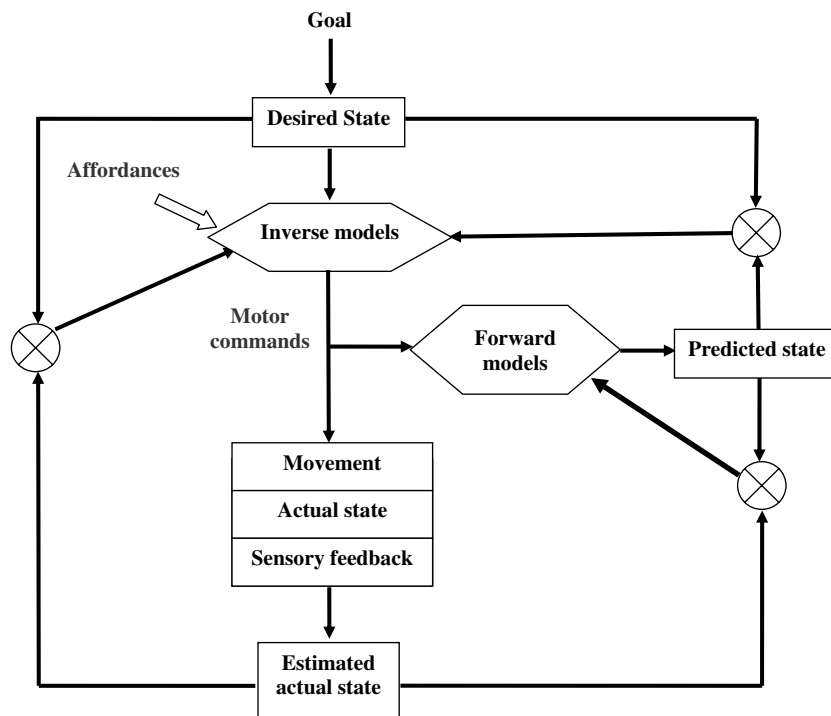 Goal
Desired State
Affordances
Inverse models
Motor
commands
Forward
models
Predicted state
Movement
Actual state
Sensory feedback
Estimated
actual state